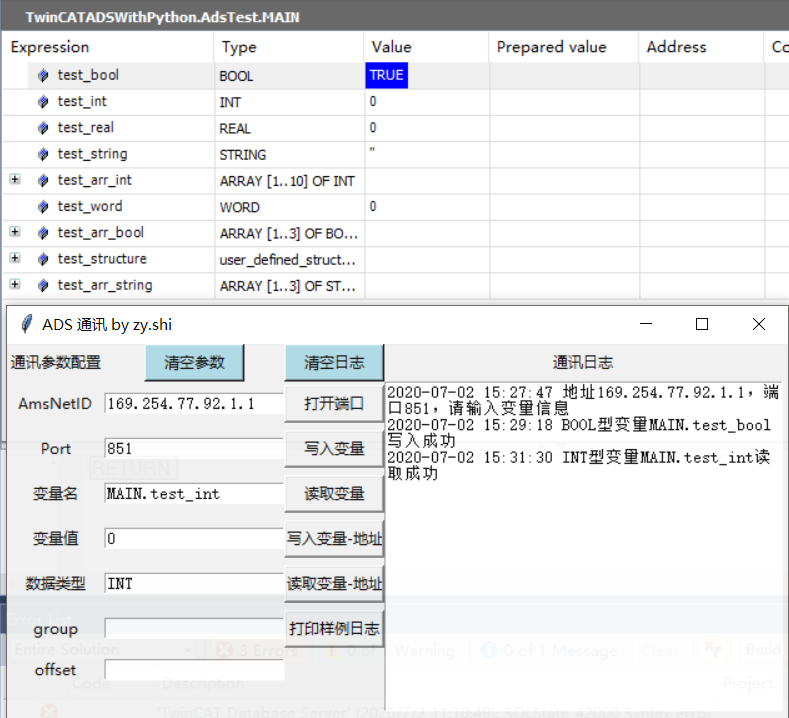 TwinCATADSWithPython.AdsTest.MAIN
Expression Type Value Prepared value Address Co
test_bool BOOL TRUE
test_int INT 0
test_real REAL 0
test_string STRING ''
test_arr_int ARRAY [1..10] OF INT
test_word WORD 0
test_arr_bool ARRAY [1..3] OF BO...
test_structure user_defined_struct...
test_arr_string ARRAY [1..3] OF ST...
ADS 通讯 by zy.shi
通讯参数配置 清空参数 清空日志 通讯日志
AmsNetID 169.254.77.92.1.1 打开端口
Port 851 写入变量
变量名 MAIN.test_int 读取变量
变量值 0 写入变量-地址
数据类型 INT 读取变量-地址
group 打印样例日志
offset
2020-07-02 15:27:47 地址169.254.77.92.1.1，端
口851，请输入变量信息
2020-07-02 15:29:18 BOOL型变量MAIN.test_bool
写入成功
2020-07-02 15:31:30 INT型变量MAIN.test_int读
取成功
RETURN
Entire Solution 3 Errors 0 of Warning 0 of 1 Message Clear Build
Code Description Project
'TwinCAT Database Server' (2020/7/2 11:10:49): SQLState: 42000 Syntax error